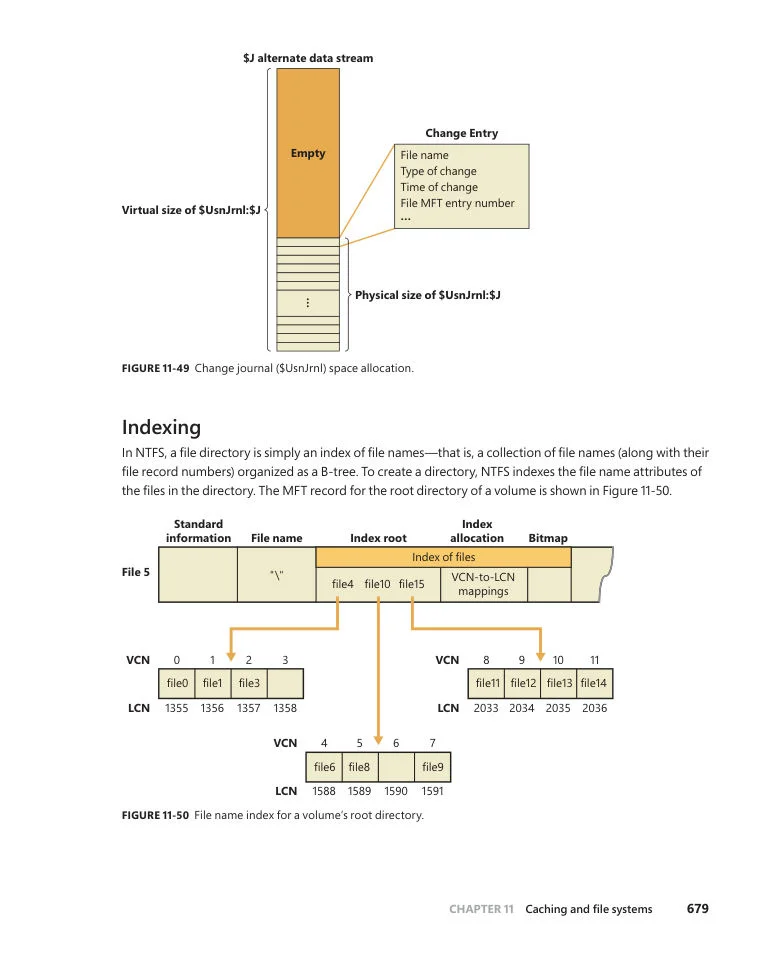 $J alternate data stream
Empty
Virtual size of $UsnJrnl:$J
Change Entry
File name
Type of change
Time of change
File MFT entry number
...
⋮
Physical size of $UsnJrnl:$J
FIGURE 11-49 Change journal ($UsnJrnl) space allocation.
Indexing
In NTFS, a file directory is simply an index of file names—that is, a collection of file names (along with their
file record numbers) organized as a B-tree. To create a directory, NTFS indexes the file name attributes of
the files in the directory. The MFT record for the root directory of a volume is shown in Figure 11-50.
Standard
information
File name
Index root
Index
allocation
Bitmap
File 5
"\"
Index of files
file4 file10 file15
VCN-to-LCN
mappings
VCN 0 1 2 3
file0 file1 file3
LCN 1355 1356 1357 1358
VCN 8 9 10 11
file11 file12 file13 file14
LCN 2033 2034 2035 2036
VCN 4 5 6 7
file6 file8 file9
LCN 1588 1589 1590 1591
FIGURE 11-50 File name index for a volume's root directory.
CHAPTER 11 Caching and file systems 679